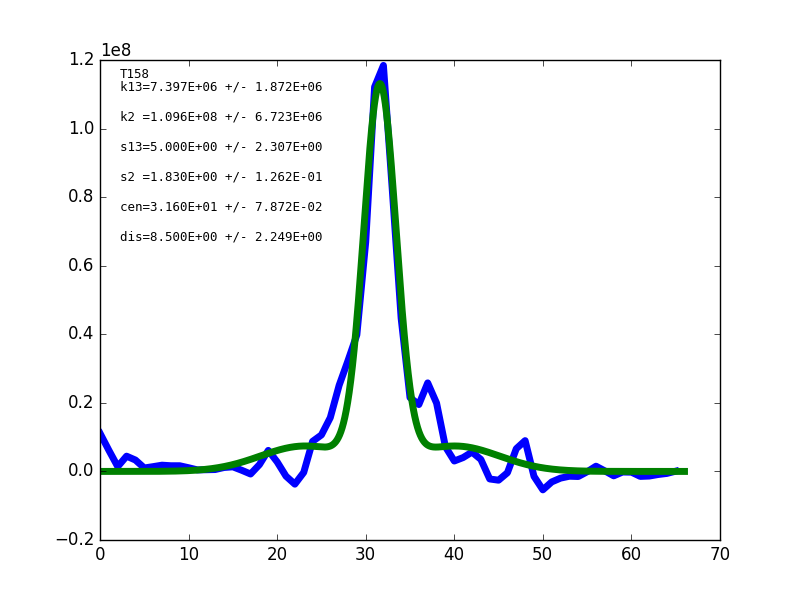 1e8
1.2
T158
k13=7.397E+06 +/- 1.872E+06
k2 =1.096E+08 +/- 6.723E+06
1.0
s13=5.000E+00 +/- 2.307E+00
s2 =1.830E+00 +/- 1.262E-01
0.8
cen=3.160E+01 +/- 7.872E-02
dis=8.500E+00 +/- 2.249E+00
0.6
0.4
0.2
0.0
−0.2
0 10 20 30 40 50 60 70